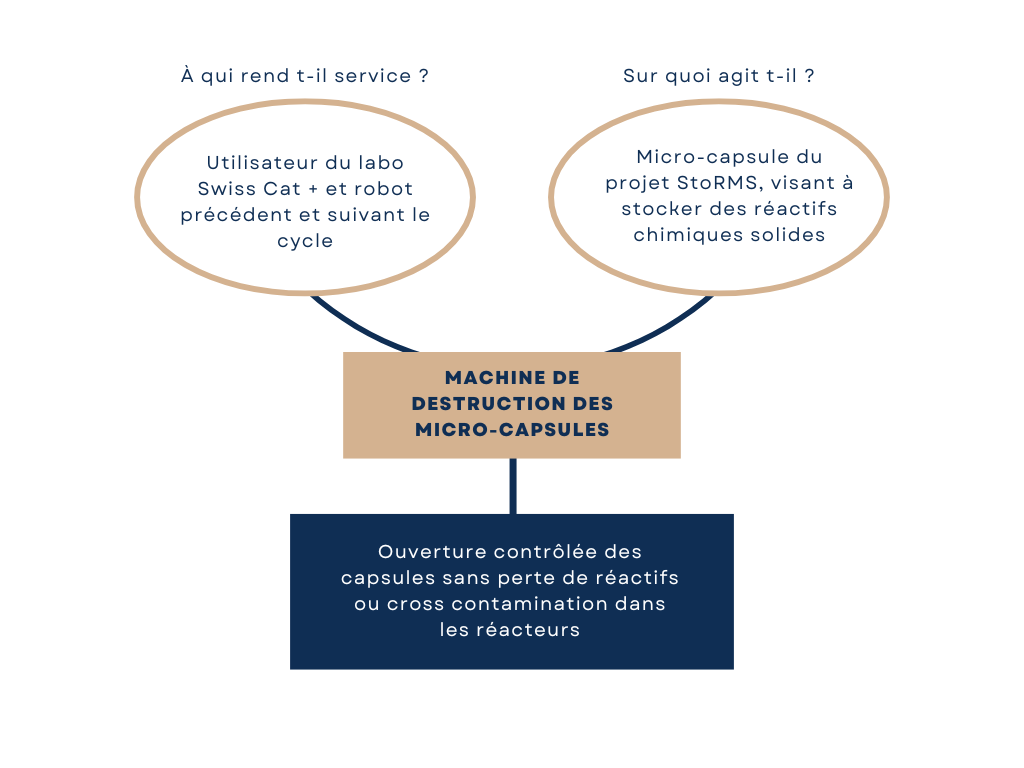 À qui rend t-il service ?
Sur quoi agit t-il ?
Utilisateur du labo
Swiss Cat + et robot
précédent et suivant le
cycle
Micro-capsule du
projet StoRMS, visant à
stocker des réactifs
chimiques solides
MACHINE DE
DESTRUCTION DES
MICRO-CAPSULES
Ouverture contrôlée des
capsules sans perte de réactifs
ou cross contamination dans
les réacteurs